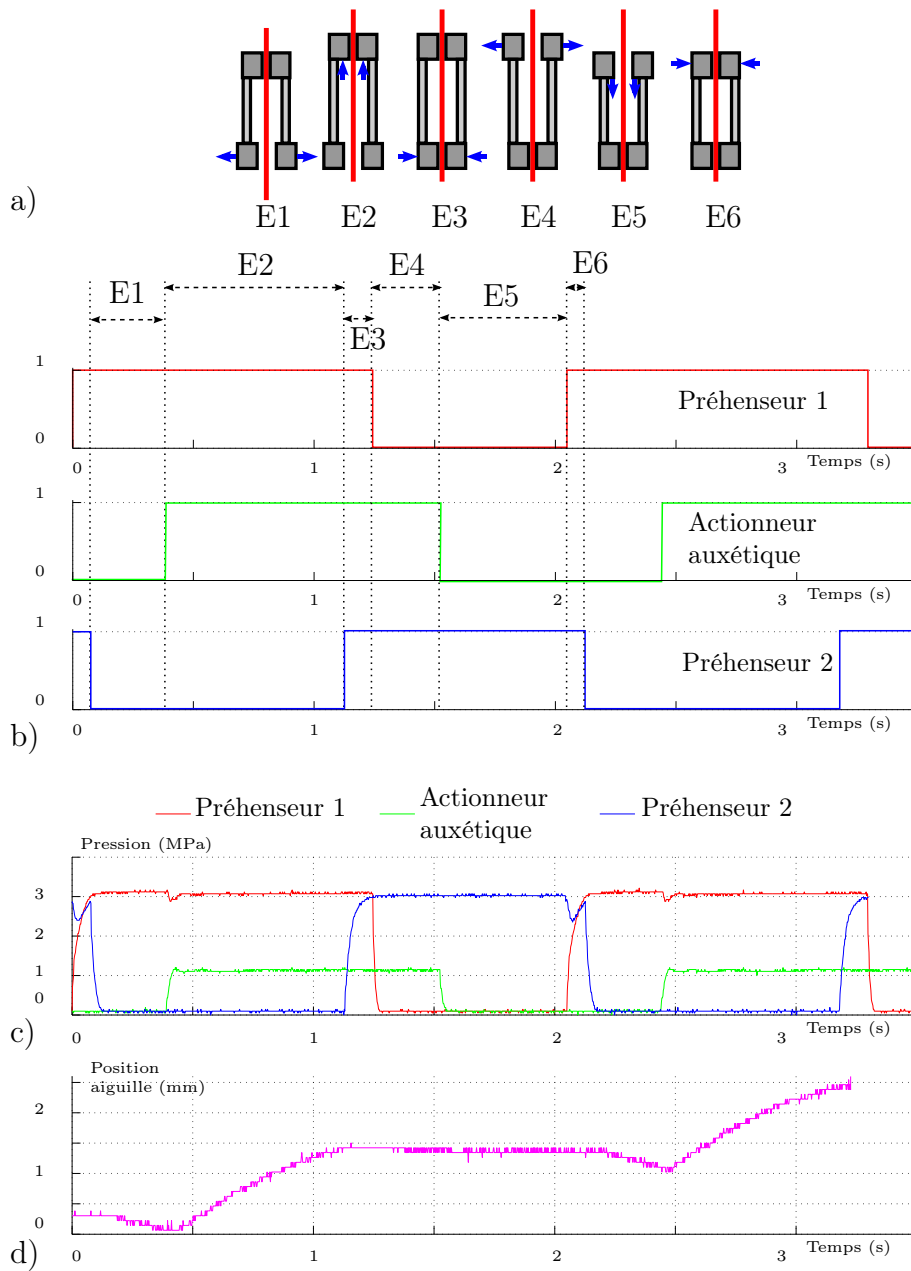 a)
E1 E2 E3 E4 E5 E6
E1 E2 E3 E4 E5 E6
1
0
Préhenseur 1
0 1 2 3 Temps (s)
1
0
Actionneur
auxétique
0 1 2 3 Temps (s)
1
0
Préhenseur 2
0 1 2 3 Temps (s)
b)
Préhenseur 1 Actionneur
auxétique Préhenseur 2
Pression (MPa)
3
2
1
0
0 1 2 3 Temps (s)
c)
Position
aiguille (mm)
2
1
0
0 1 2 3 Temps (s)
d)